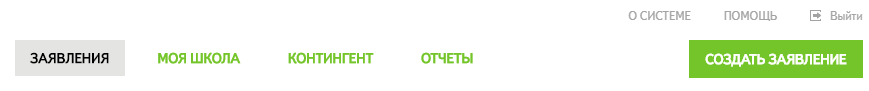 О СИСТЕМЕ ПОМОЩЬ Выйти
ЗАЯВЛЕНИЯ МОЯ ШКОЛА КОНТИНГЕНТ ОТЧЕТЫ СОЗДАТЬ ЗАЯВЛЕНИЕ